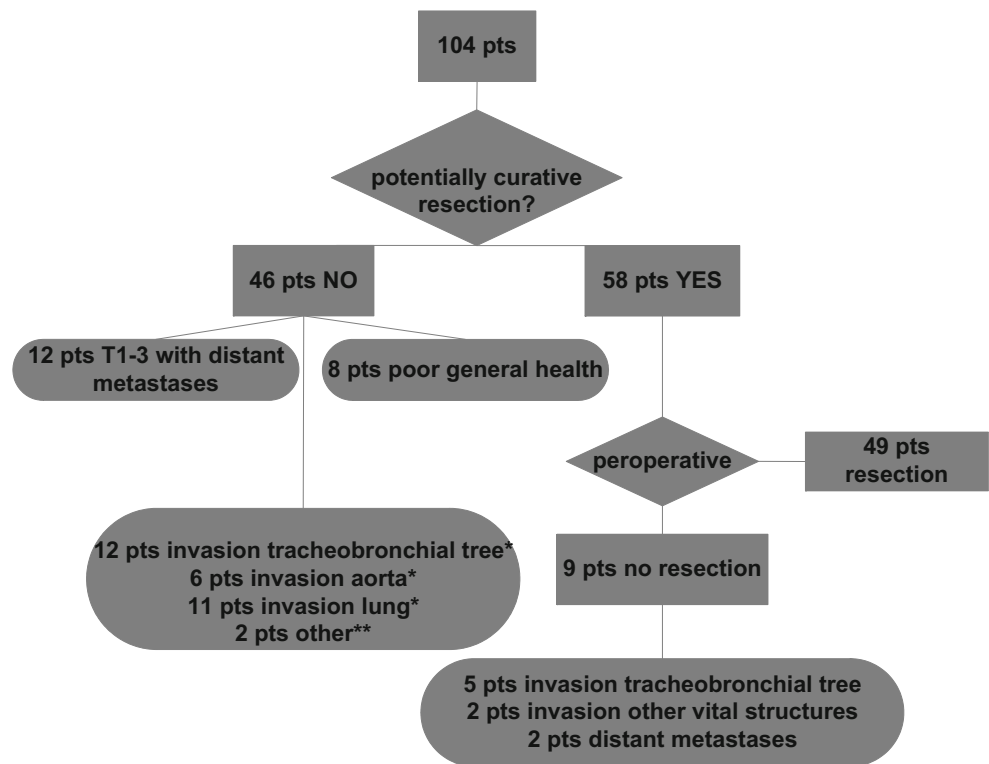 104 pts
potentially curative
resection?
46 pts NO
58 pts YES
12 pts T1-3 with distant
metastases
8 pts poor general health
peroperative
49 pts
resection
12 pts invasion tracheobronchial tree*
6 pts invasion aorta*
11 pts invasion lung*
2 pts other**
9 pts no resection
5 pts invasion tracheobronchial tree
2 pts invasion other vital structures
2 pts distant metastases